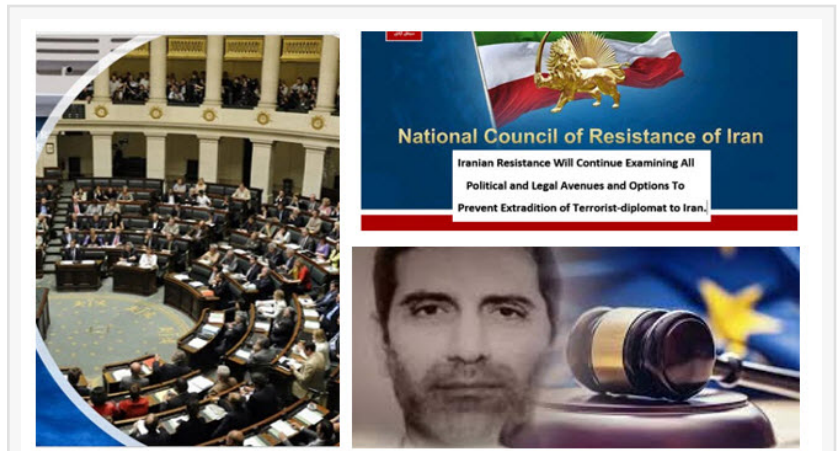 National Council of Resistance of Iran
Iranian Resistance Will Continue Examining All
Political and Legal Avenues and Options To
Prevent Extradition of Terrorist-diplomat to Iran.